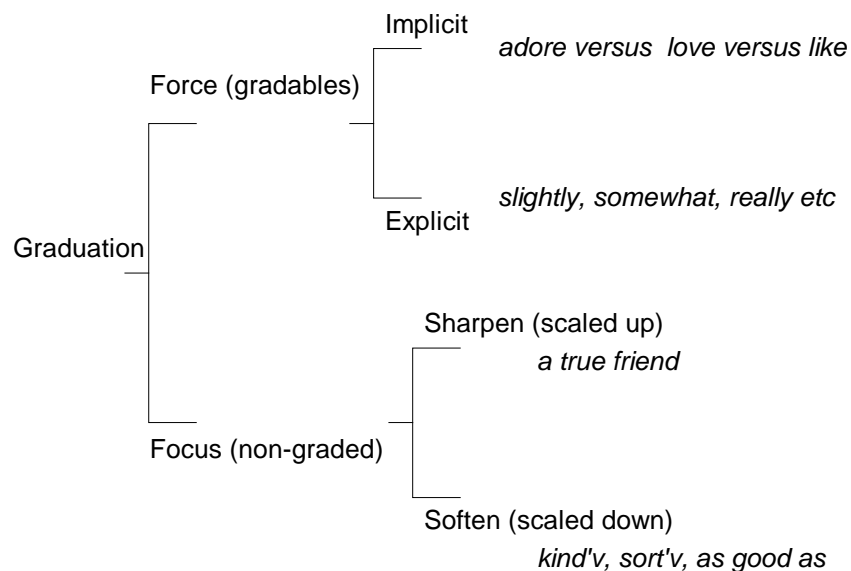 Implicit
adore versus love versus like
Force (gradables)
slightly, somewhat, really etc
Explicit
Graduation
Sharpen (scaled up)
a true friend
Focus (non-graded)
Soften (scaled down)
kind'v, sort'v, as good as